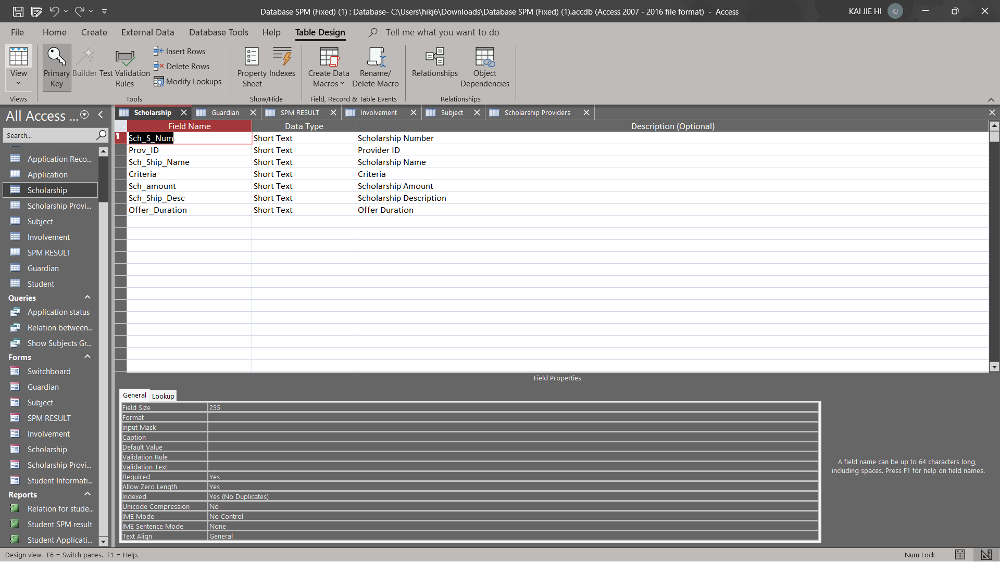 Database SPM (Fixed) (1) : Database- C:\Users\hikj6\Downloads\Database SPM (Fixed) (1).accdb (Access 2007 - 2016 file format)  -  Access
KAI JIE HI
KJ
File
Home
Create
External Data
Database Tools
Help
Table Design
Tell me what you want to do
View
Primary Key
Builder
Test Validation Rules
Insert Rows
Delete Rows
Modify Lookups
Property Sheet
Indexes
Create Data Macros
Rename/ Delete Macro
Relationships
Object Dependencies
Views
Tools
Show/Hide
Field, Record & Table Events
Relationships
All Access ...
Search...
Application Reco...
Application
Scholarship
Scholarship Provi...
Subject
Involvement
SPM RESULT
Guardian
Student
Queries
Application status
Relation between...
Show Subjects Gr...
Forms
Switchboard
Guardian
Subject
SPM RESULT
Involvement
Scholarship
Scholarship Provi...
Student Informati...
Reports
Relation for stude...
Student SPM result
Student Applicati...
Scholarship
Guardian
SPM RESULT
Involvement
Subject
Scholarship Providers
Field Name Data Type Description (Optional)
Sch_S_Num Short Text Scholarship Number
Prov_ID Short Text Provider ID
Sch_Ship_Name Short Text Scholarship Name
Criteria Short Text Criteria
Sch_amount Short Text Scholarship Amount
Sch_Ship_Desc Short Text Scholarship Description
Offer_Duration Short Text Offer Duration
Field Properties
General Lookup
Field Size 255
Format
Input Mask
Caption
Default Value
Validation Rule
Validation Text
Required Yes
Allow Zero Length Yes
Indexed Yes (No Duplicates)
Unicode Compression No
IME Mode No Control
IME Sentence Mode None
Text Align General
A field name can be up to 64 characters long,
including spaces. Press F1 for help on field names.
Design view.  F6 = Switch panes.  F1 = Help.
Num Lock